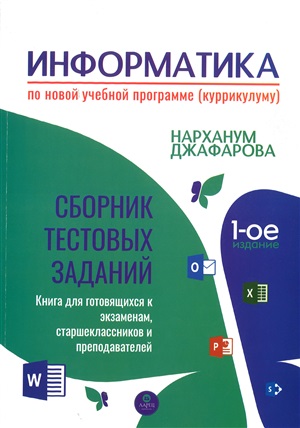 ИНФОРМАТИКА
по новой учебной программе (куррикулуму)
НАРХАНУМ
ДЖАФАРОВА
1-ое
издание
СБОРНИК
ТЕСТОВЫХ
ЗАДАНИЙ
Книга для готовящихся к
экзаменам,
старшеклассников и
преподавателей
O
X
P
W
S